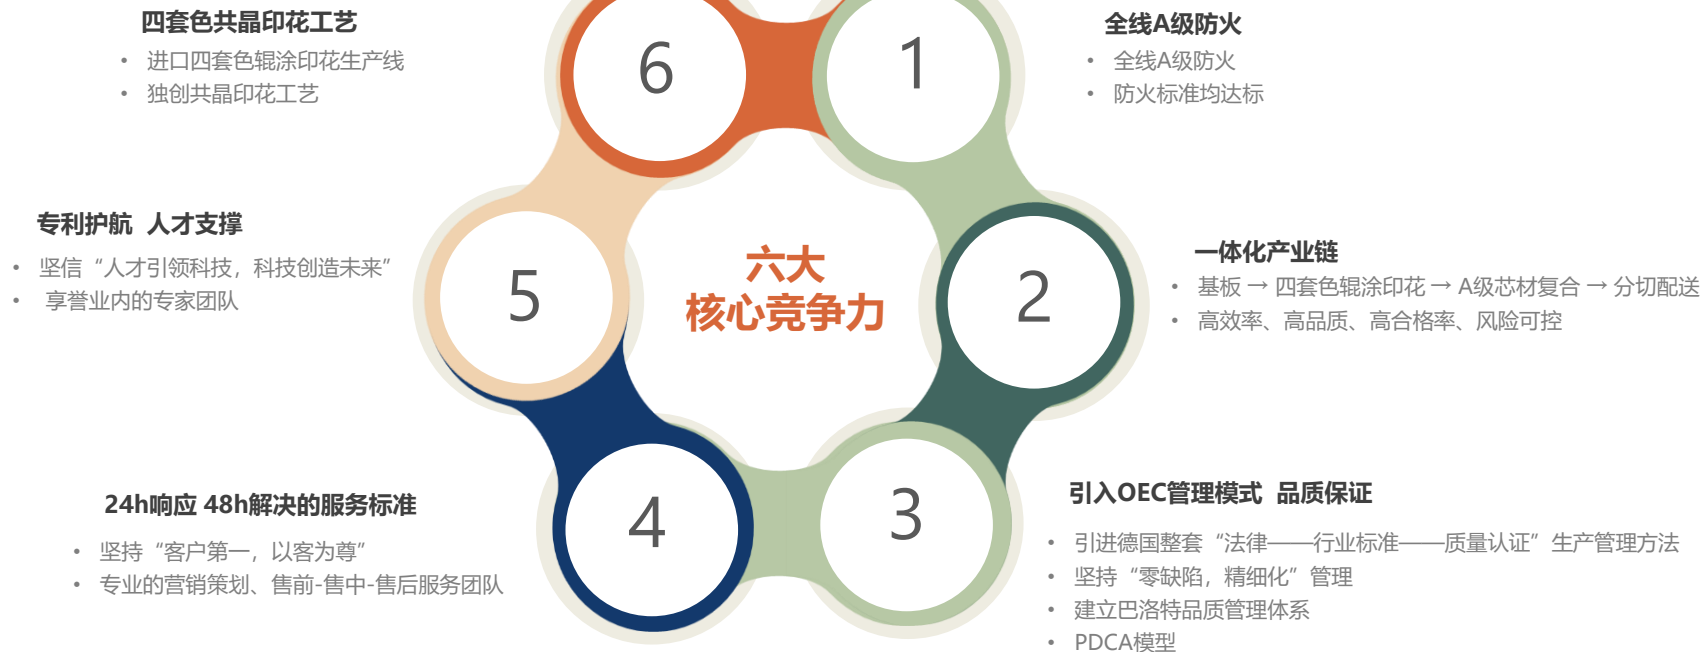 四套色共晶印花工艺
• 进口四套色辊涂印花生产线
• 独创共晶印花工艺
6
1
全线A级防火
• 全线A级防火
• 防火标准均达标
专利护航 人才支撑
• 坚信“人才引领科技，科技创造未来”
• 享誉业内的专家团队
5
六大
核心竞争力
2
一体化产业链
• 基板 → 四套色辊涂印花 → A级芯材复合 → 分切配送
• 高效率、高品质、高合格率、风险可控
24h响应 48h解决的服务标准
• 坚持“客户第一，以客为尊”
• 专业的营销策划、售前-售中-售后服务团队
4
3
引入OEC管理模式 品质保证
• 引进德国整套“法律——行业标准——质量认证”生产管理方法
• 坚持“零缺陷，精细化”管理
• 建立巴洛特品质管理体系
• PDCA模型